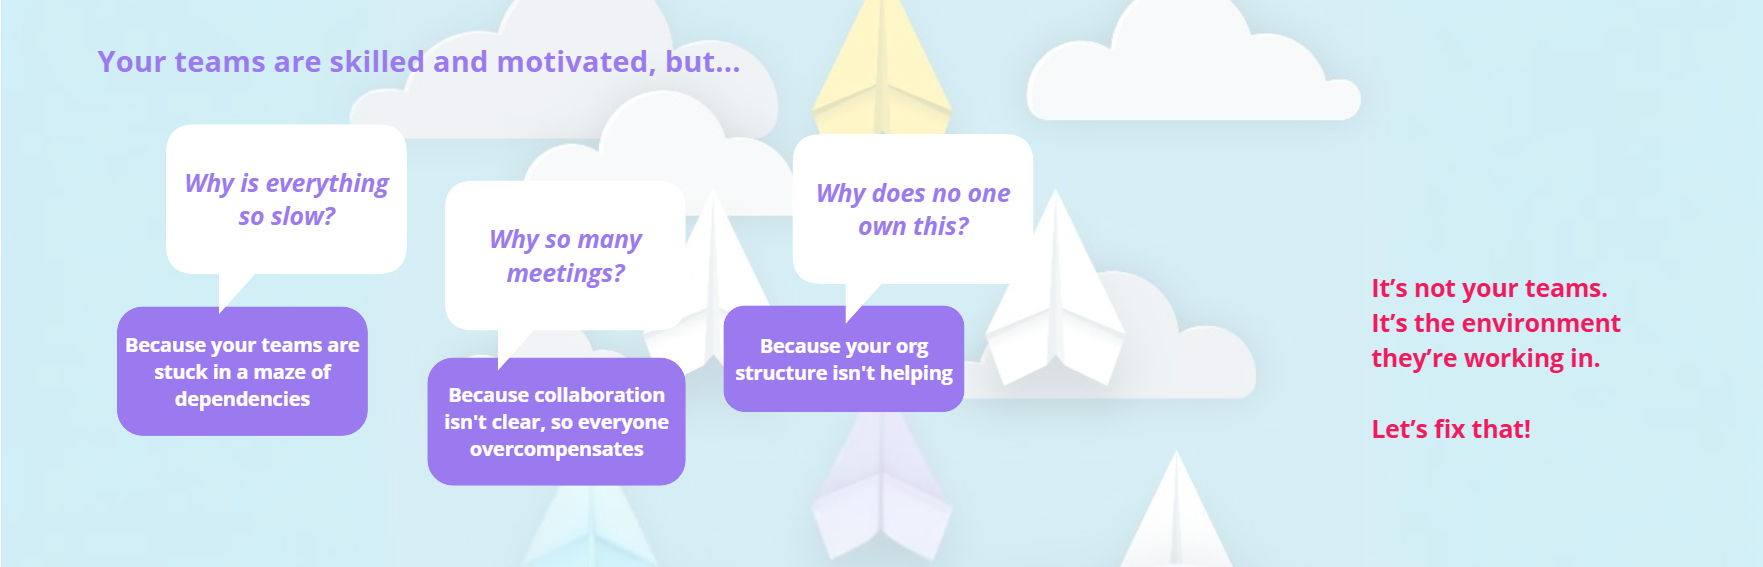 Your teams are skilled and motivated, but...
Why is everything
so slow?
Because your teams are
stuck in a maze of
dependencies
Why so many
meetings?
Because collaboration
isn't clear, so everyone
overcompensates
Why does no one
own this?
Because your org
structure isn't helping
It’s not your teams.
It’s the environment
they’re working in.
Let’s fix that!